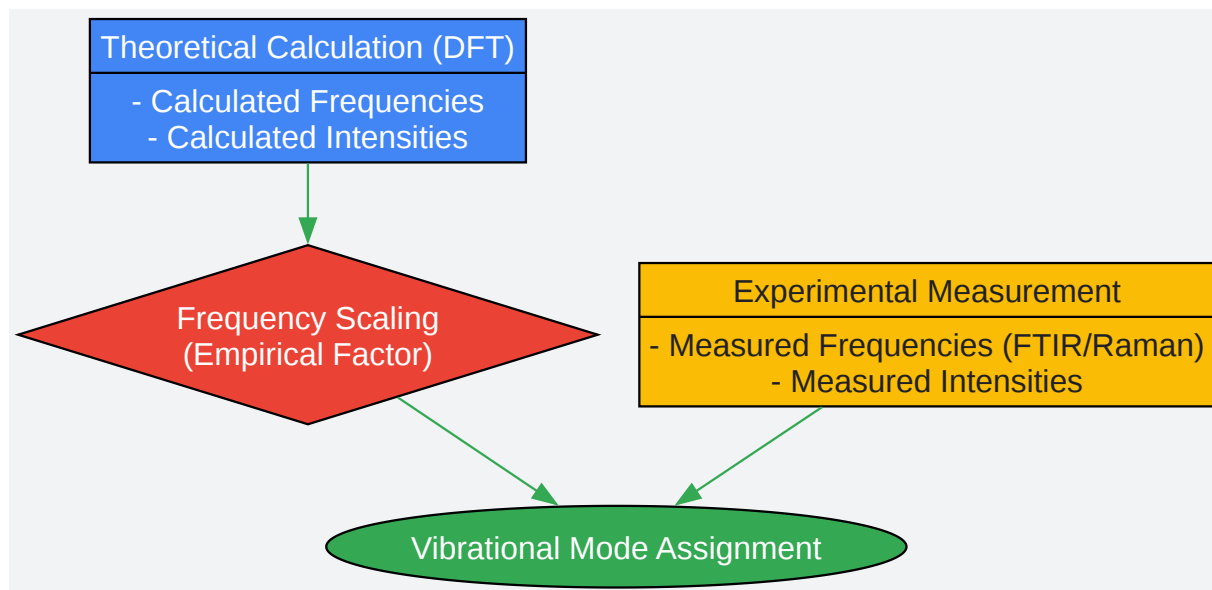 Theoretical Calculation (DFT)
- Calculated Frequencies
- Calculated Intensities
Frequency Scaling
(Empirical Factor)
Experimental Measurement
- Measured Frequencies (FTIR/Raman)
- Measured Intensities
Vibrational Mode Assignment